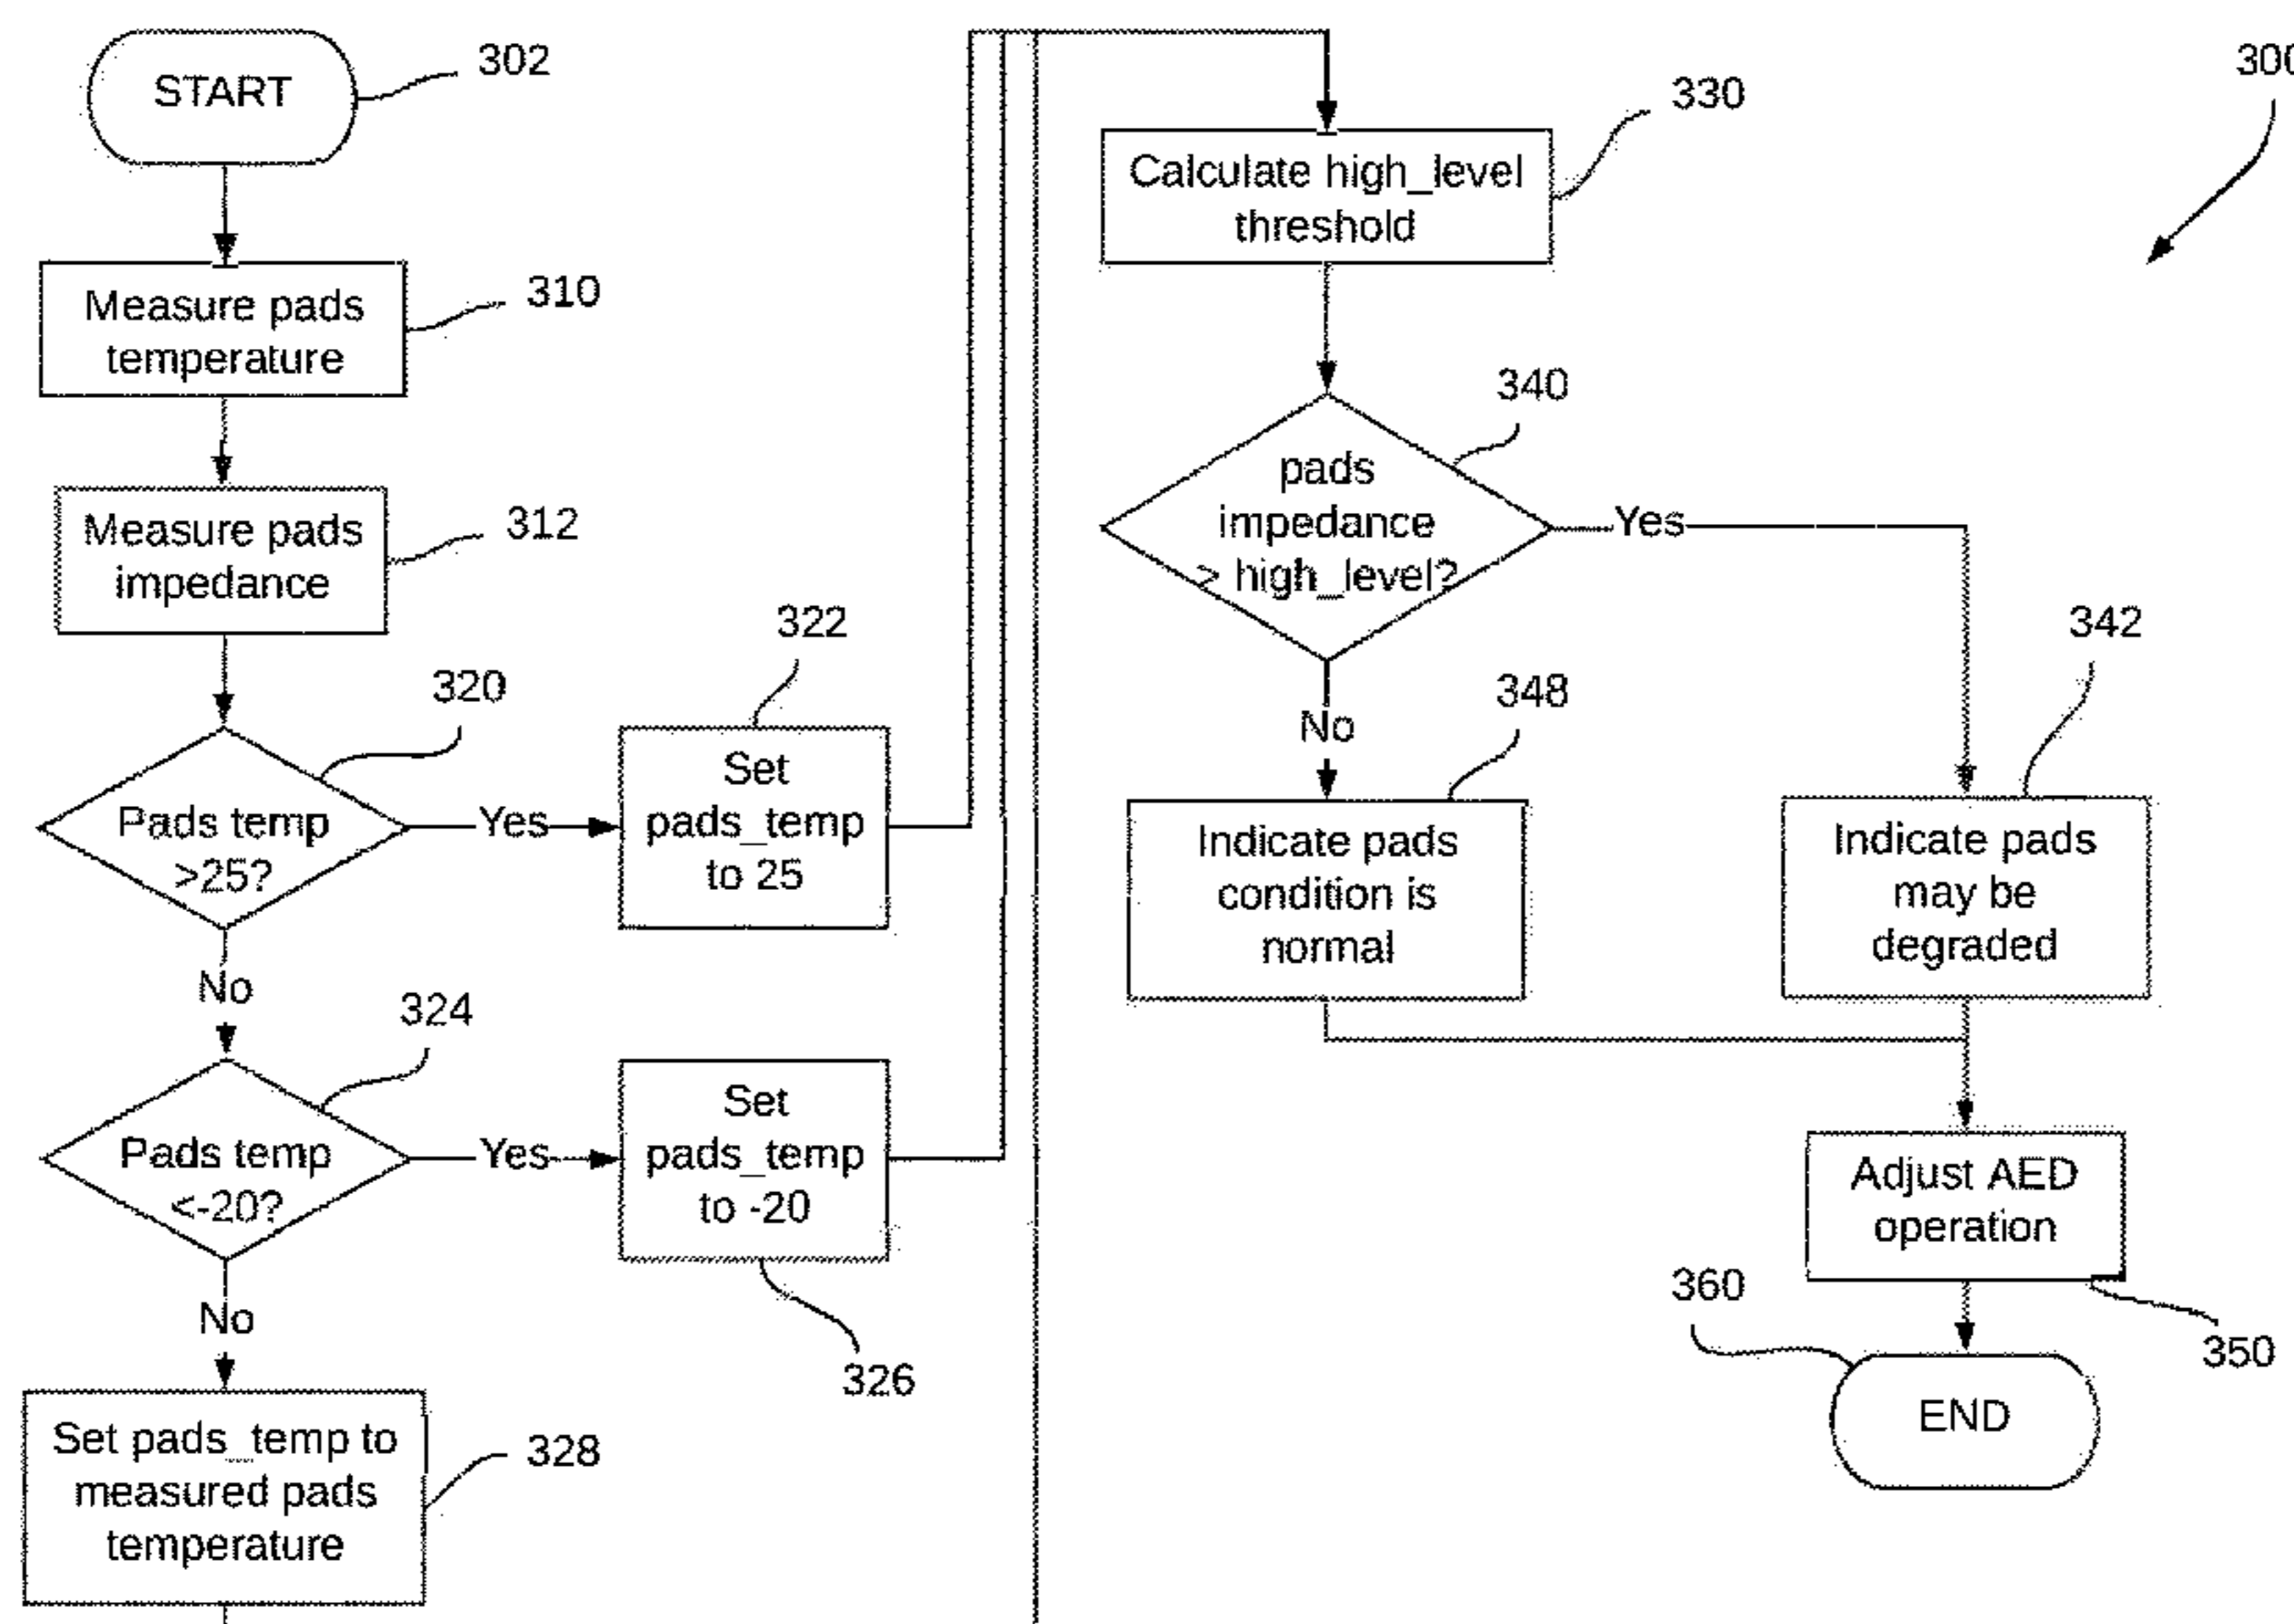 START
302
Measure pads
temperature
310
Measure pads
impedance
312
320
Pads temp
>25?
Yes
322
Set
pads_temp
to 25
No
324
Pads temp
<-20?
Yes
Set
pads_temp
to -20
326
No
Set pads_temp to
measured pads
temperature
328
300
330
Calculate high_level
threshold
340
pads
impedance
> high_level?
Yes
No
348
Indicate pads
condition is
normal
342
Indicate pads
may be
degraded
Adjust AED
operation
350
360
END